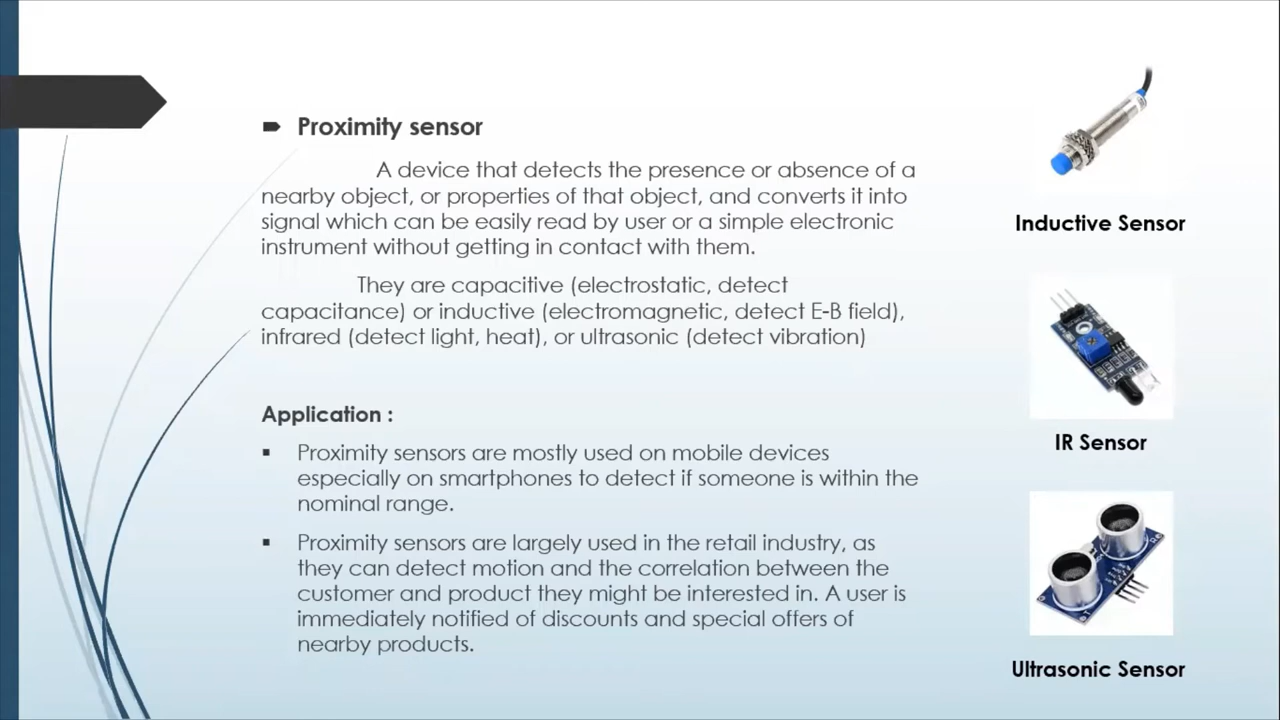 Proximity sensor
A device that detects the presence or absence of a
nearby object, or properties of that object, and converts it into
signal which can be easily read by user or a simple electronic
instrument without getting in contact with them.
They are capacitive (electrostatic, detect
capacitance) or inductive (electromagnetic, detect E-B field),
infrared (detect light, heat), or ultrasonic (detect vibration)
Application :
Proximity sensors are mostly used on mobile devices
especially on smartphones to detect if someone is within the
nominal range.
Proximity sensors are largely used in the retail industry, as
they can detect motion and the correlation between the
customer and product they might be interested in. A user is
immediately notified of discounts and special offers of
nearby products.
Inductive Sensor
IR Sensor
Ultrasonic Sensor